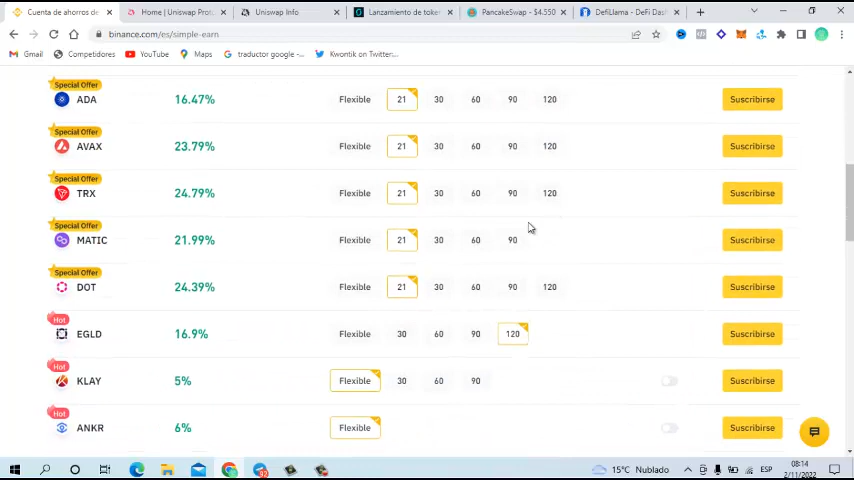 Cuenta de ahorros de
Home | Uniswap Prot
Uniswap Info
Lanzamiento de token
PancakeSwap - $4.550
DefiLlama - DeFi Dash
binance.com/es/simple-earn
Gmail
Competidores
YouTube
Maps
traductor google -...
Kwontik on Twitter:...
Special Offer
ADA 16.47% Flexible 21 30 60 90 120 Suscribirse
Special Offer
AVAX 23.79% Flexible 21 30 60 90 120 Suscribirse
Special Offer
TRX 24.79% Flexible 21 30 60 90 120 Suscribirse
Special Offer
MATIC 21.99% Flexible 21 30 60 90 Suscribirse
Special Offer
DOT 24.39% Flexible 21 30 60 90 120 Suscribirse
Hot
EGLD 16.9% Flexible 30 60 90 120 Suscribirse
Hot
KLAY 5% Flexible 30 60 90 Suscribirse
Hot
ANKR 6% Flexible Suscribirse
15°C Nublado
ESP
08:14
2/11/2022